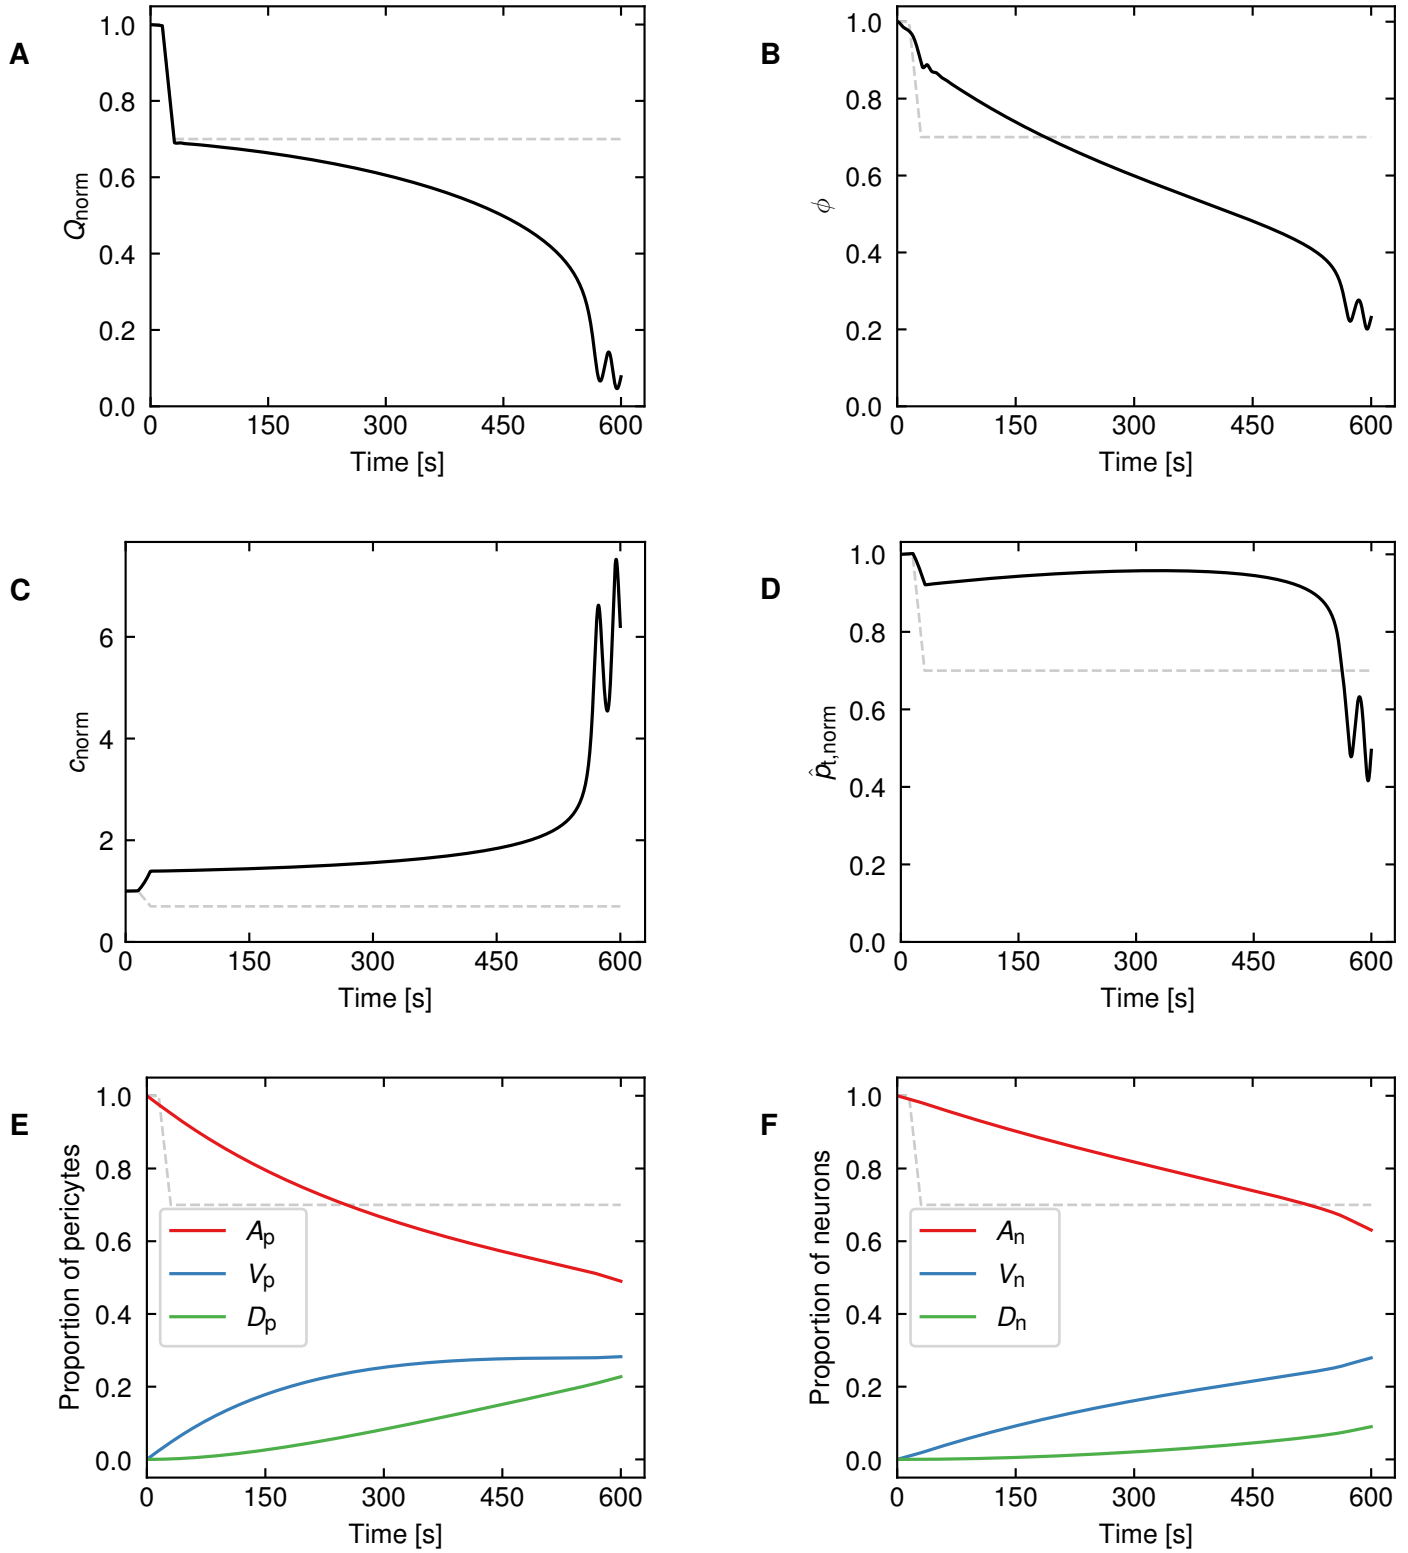 A
1.0
0.8
0.6
0.4
0.2
0.0
Qnorm
0 150 300 450 600
Time [s]
B
1.0
0.8
0.6
0.4
0.2
0.0
ϕ
0 150 300 450 600
Time [s]
C
6
4
2
0
cnorm
0 150 300 450 600
Time [s]
D
1.0
0.8
0.6
0.4
0.2
0.0
p̂t,norm
0 150 300 450 600
Time [s]
E
1.0
0.8
0.6
0.4
0.2
0.0
Proportion of pericytes
Ap
Vp
Dp
0 150 300 450 600
Time [s]
F
1.0
0.8
0.6
0.4
0.2
0.0
Proportion of neurons
An
Vn
Dn
0 150 300 450 600
Time [s]